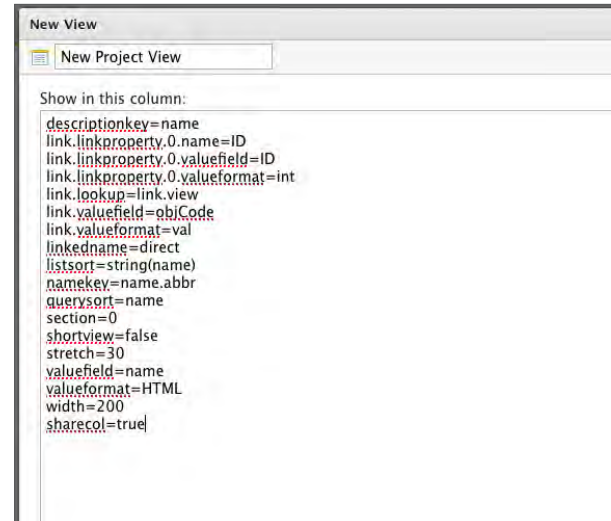 New View
New Project View
Show in this column:
descriptionkey=name
link.linkproperty.0.name=ID
link.linkproperty.0.valuefield=ID
link.linkproperty.0.valueformat=int
link.lookup=link.view
link.valuefield=objCode
link.valueformat=val
linkedname=direct
listsort=string(name)
namekey=name.abbr
querysort=name
section=0
shortview=false
stretch=30
valuefield=name
valueformat=HTML
width=200
sharecol=true